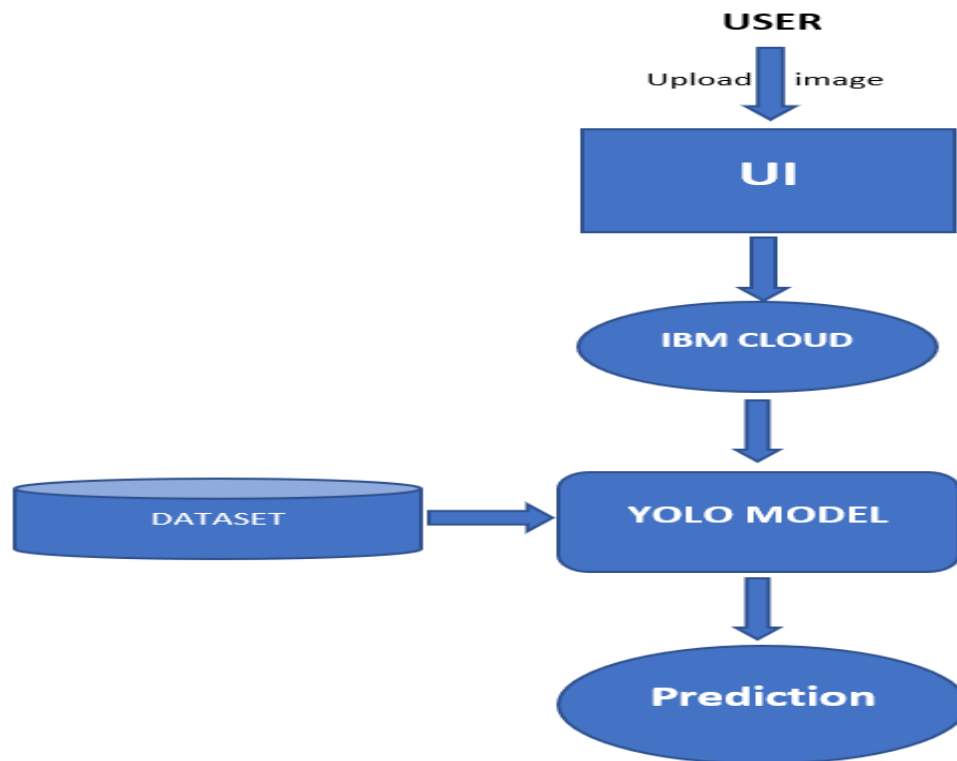 USER
Upload image
UI
IBM CLOUD
DATASET
YOLO MODEL
Prediction